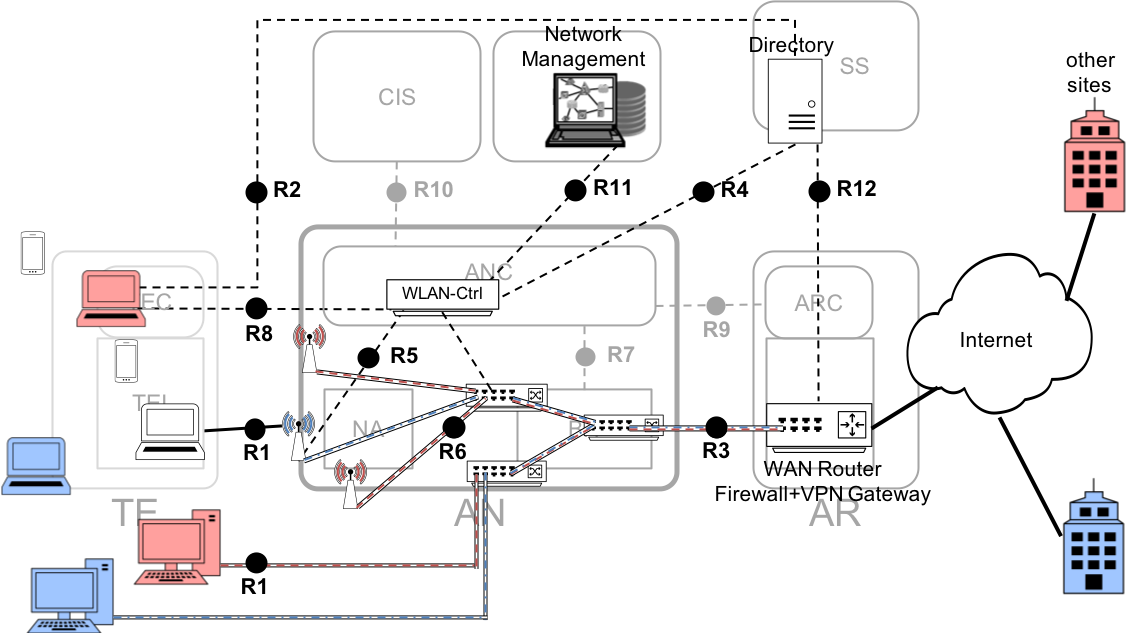 Network
Management
Directory
SS
other
sites
CIS
R2
R10
R11
R4
R12
ANC
WLAN-Ctrl
EC
ARC
R8
R9
R5
R7
Internet
TEI
NA
R1
R6
R3
WAN Router
Firewall+VPN Gateway
TE
AN
AR
R1